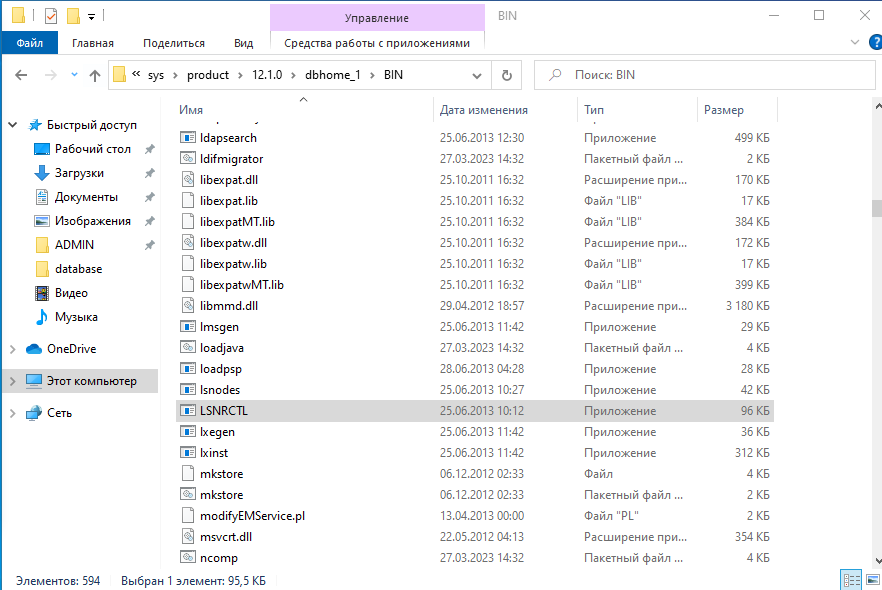 Управление
BIN
Файл
Главная
Поделиться
Вид
Средства работы с приложениями
« sys > product > 12.1.0 > dbhome_1 > BIN
Поиск: BIN
Имя Дата изменения Тип Размер
Быстрый доступ
Рабочий стол
Загрузки
Документы
Изображения
ADMIN
database
Видео
Музыка
OneDrive
Этот компьютер
Сеть
ldapsearch 25.06.2013 12:30 Приложение 499 КБ
ldifmigrator 27.03.2023 14:32 Пакетный файл ... 2 КБ
libexpat.dll 25.10.2011 16:32 Расширение при... 170 КБ
libexpat.lib 25.10.2011 16:32 Файл "LIB" 17 КБ
libexpatMT.lib 25.10.2011 16:32 Файл "LIB" 384 КБ
libexpatw.dll 25.10.2011 16:32 Расширение при... 172 КБ
libexpatw.lib 25.10.2011 16:32 Файл "LIB" 17 КБ
libexpatwMT.lib 25.10.2011 16:32 Файл "LIB" 399 КБ
libmmd.dll 29.04.2012 18:57 Расширение при... 3 180 КБ
lmsgen 25.06.2013 11:42 Приложение 29 КБ
loadjava 27.03.2023 14:32 Пакетный файл ... 4 КБ
loadpsp 28.06.2013 04:28 Приложение 28 КБ
lsnodes 25.06.2013 10:27 Приложение 42 КБ
LSNRCTL 25.06.2013 10:12 Приложение 96 КБ
lxegen 25.06.2013 11:42 Приложение 36 КБ
lxinst 25.06.2013 11:42 Приложение 312 КБ
mkstore 06.12.2012 02:33 Файл 4 КБ
mkstore 06.12.2012 02:33 Пакетный файл ... 2 КБ
modifyEMService.pl 13.04.2013 00:00 Файл "PL" 2 КБ
msvcrt.dll 22.05.2012 04:13 Расширение при... 354 КБ
ncomp 27.03.2023 14:32 Пакетный файл ... 4 КБ
Элементов: 594 Выбран 1 элемент: 95,5 КБ